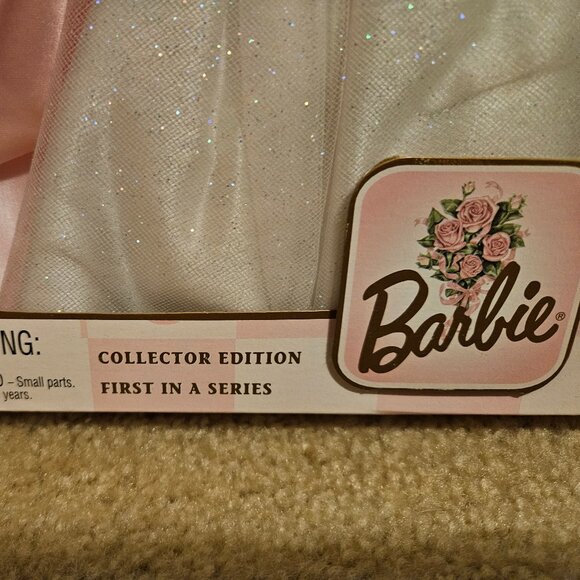 NG:
– Small parts.
years.
COLLECTOR EDITION
FIRST IN A SERIES
Barbie®